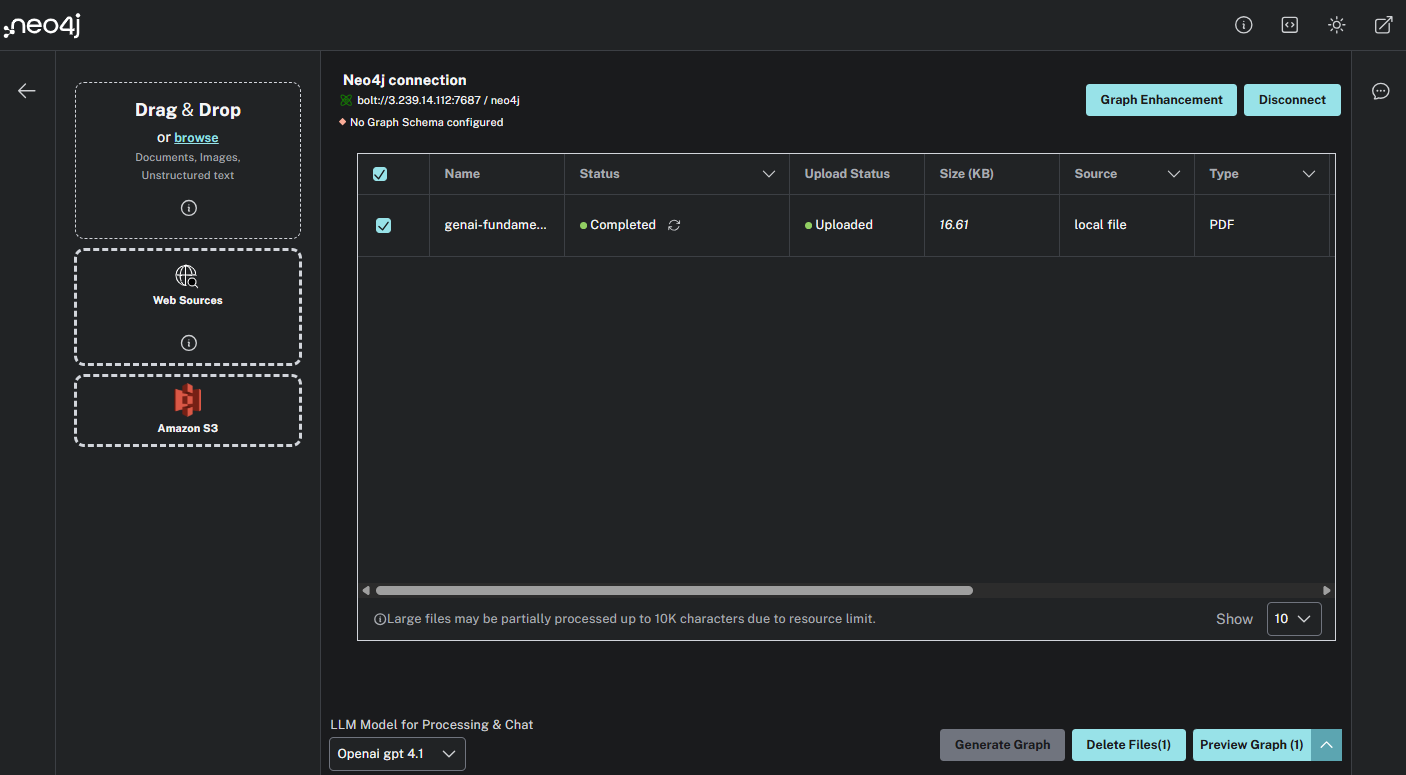 neo4j
Neo4j connection
bolt://3.239.14.112:7687 / neo4j
No Graph Schema configured
Graph Enhancement
Disconnect
Drag & Drop
or browse
Documents, Images,
Unstructured text
Web Sources
Amazon S3
Name Status Upload Status Size (KB) Source Type
genai-fundame... Completed Uploaded 16.61 local file PDF
Large files may be partially processed up to 10K characters due to resource limit.
Show 10
LLM Model for Processing & Chat
Openai gpt 4.1
Generate Graph
Delete Files(1)
Preview Graph (1)